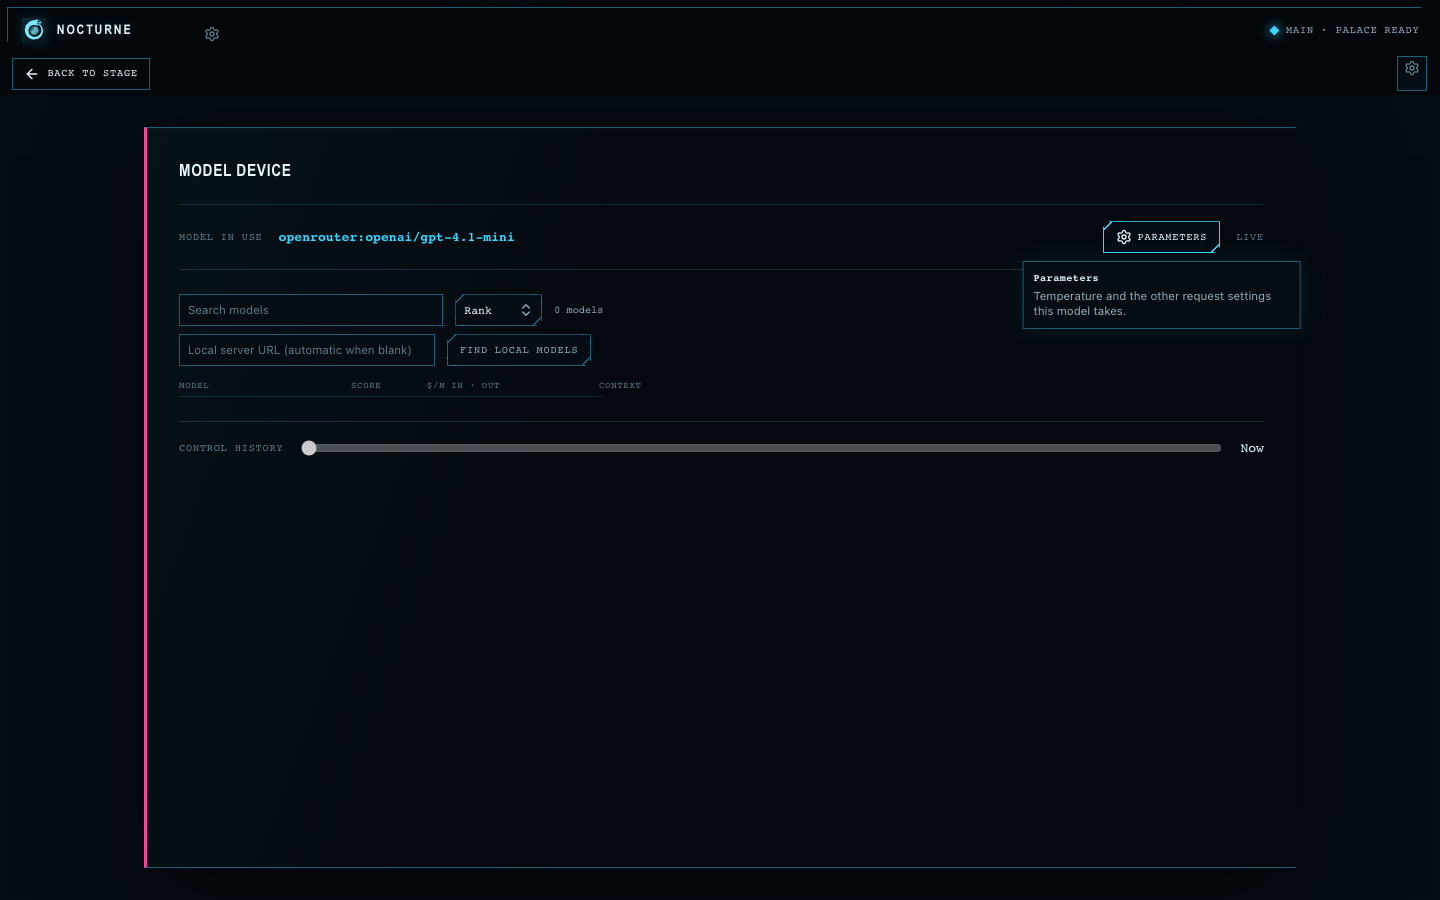 NOCTURNE
MAIN · PALACE READY
BACK TO STAGE
MODEL DEVICE
MODEL IN USE openrouter:openai/gpt-4.1-mini
PARAMETERS LIVE
Parameters
Temperature and the other request settings
this model takes.
Search models
Rank
0 models
Local server URL (automatic when blank)
FIND LOCAL MODELS
MODEL SCORE $/M IN · OUT CONTEXT
CONTROL HISTORY
Now